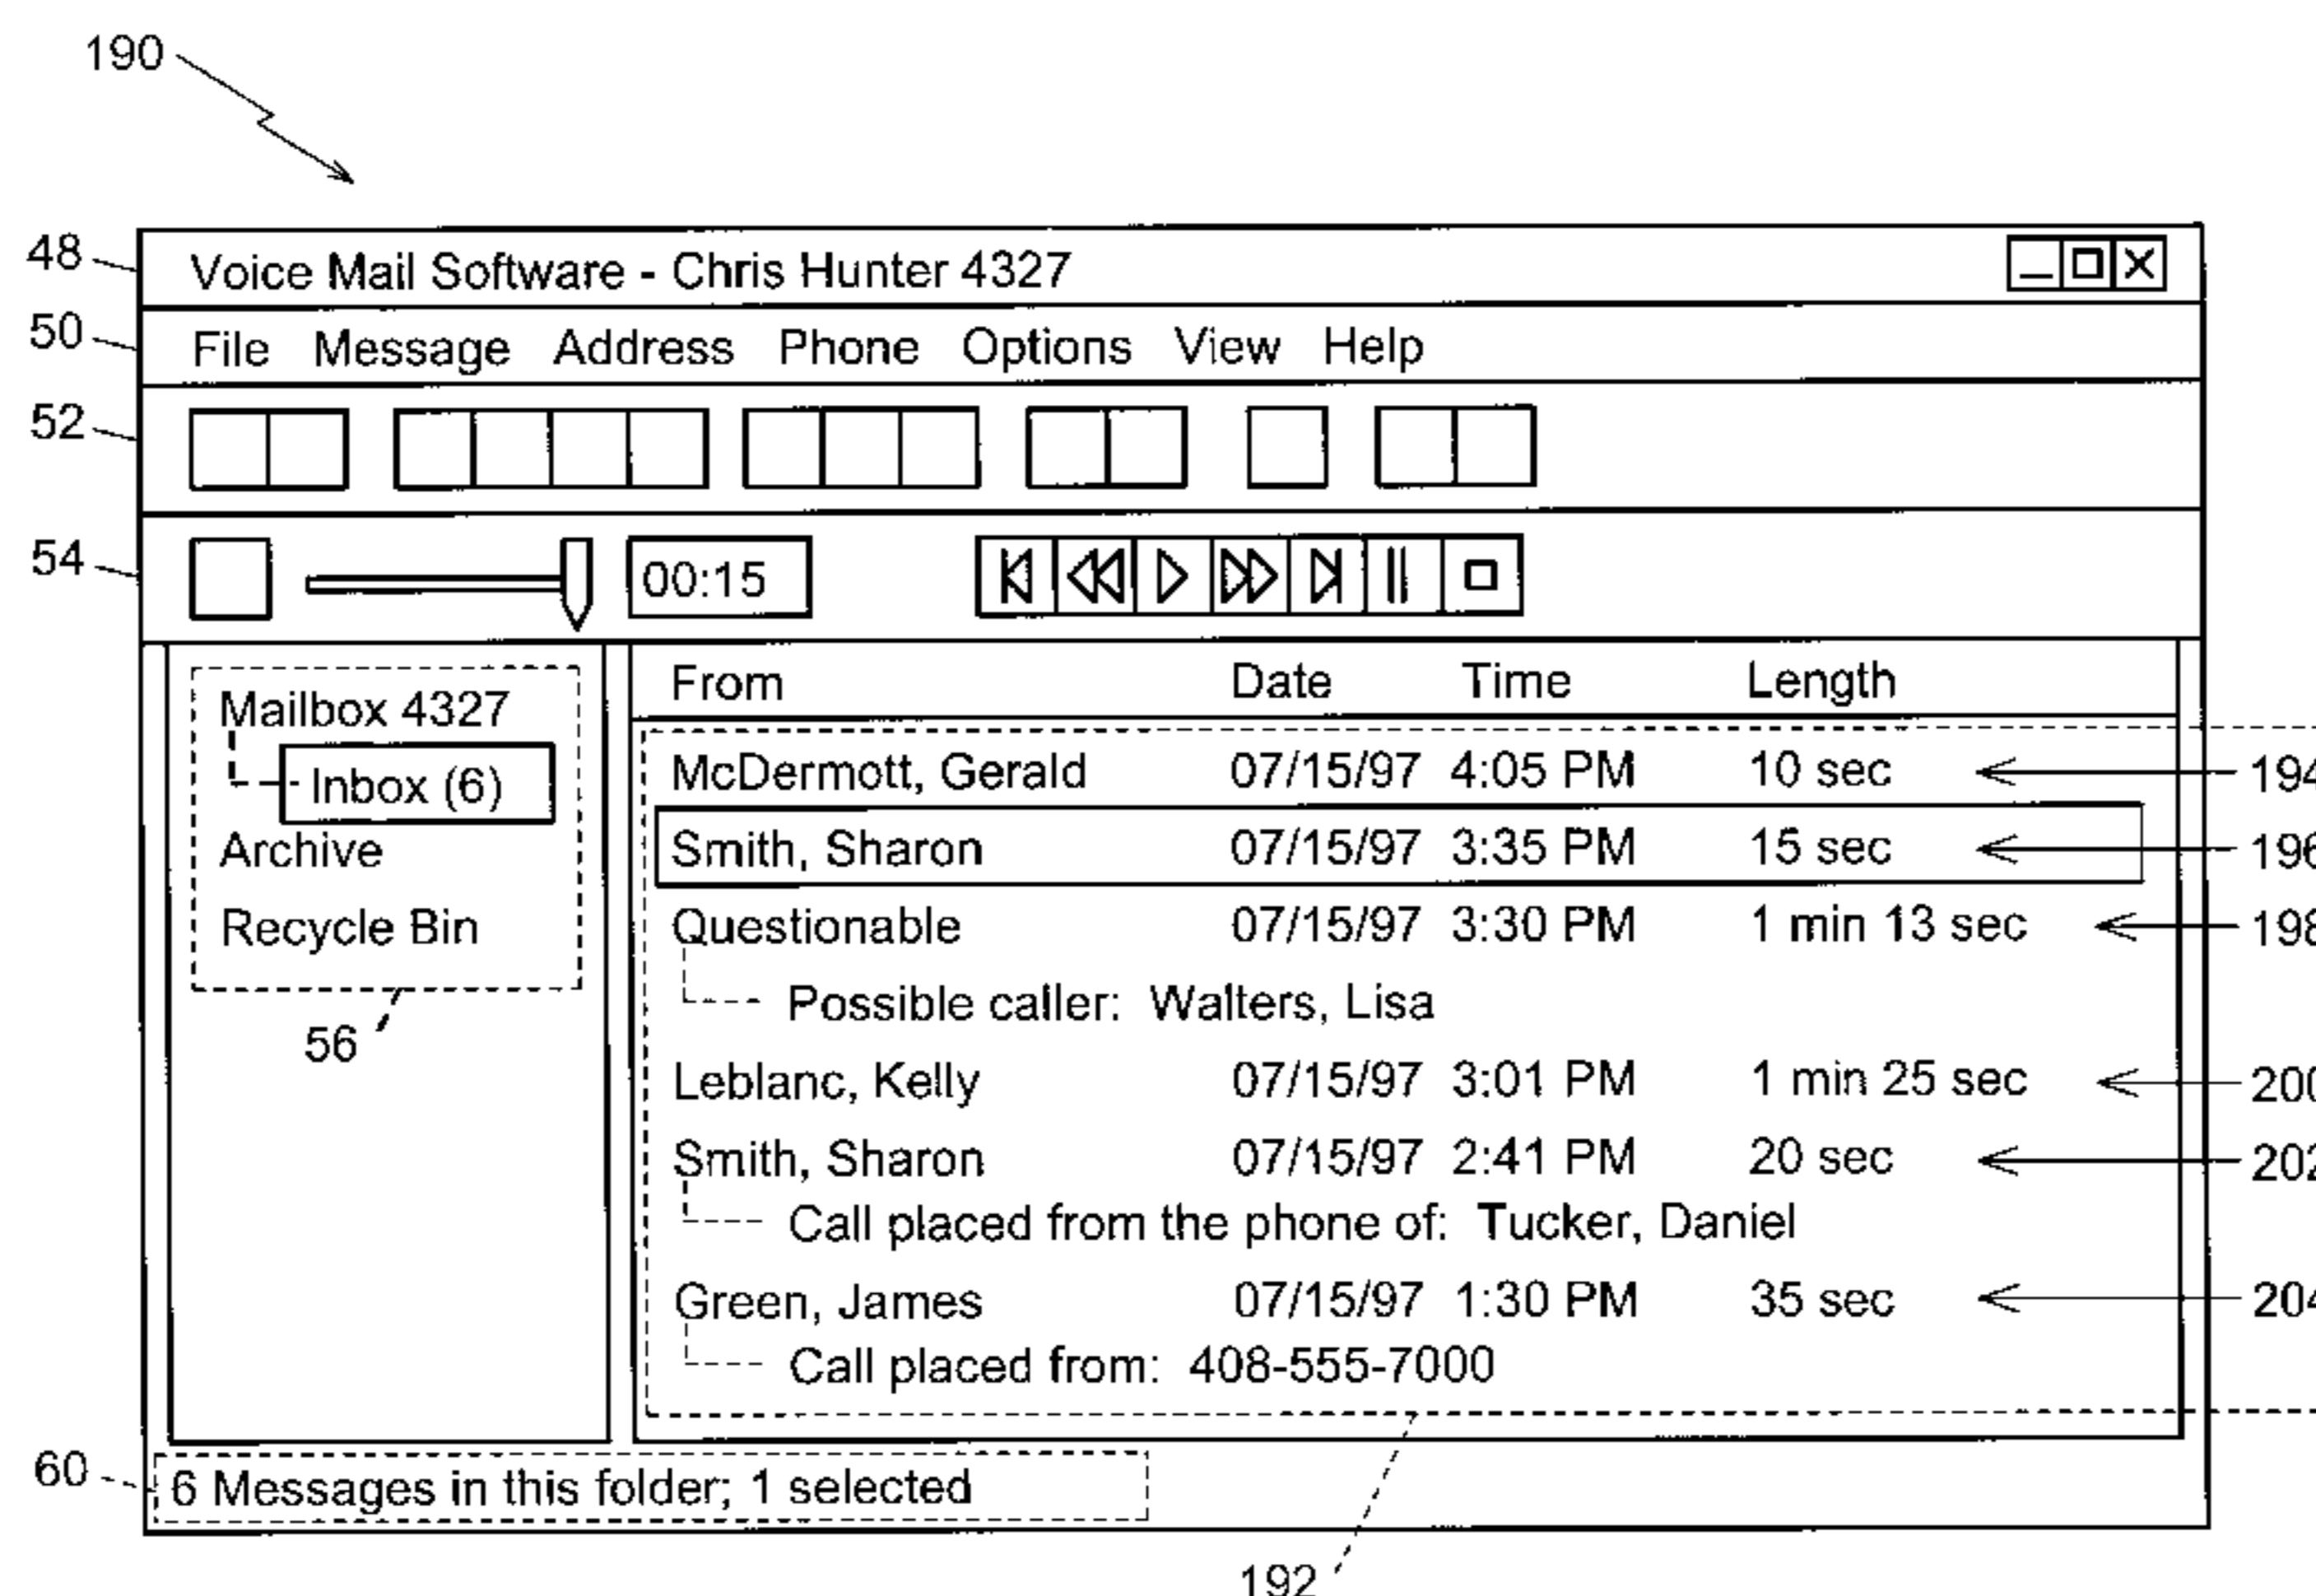 190
48 Voice Mail Software - Chris Hunter 4327
50 File Message Address Phone Options View Help
52
54 00:15
Mailbox 4327
Inbox (6)
Archive
Recycle Bin
56
From Date Time Length
McDermott, Gerald 07/15/97 4:05 PM 10 sec 194
Smith, Sharon 07/15/97 3:35 PM 15 sec 196
Questionable 07/15/97 3:30 PM 1 min 13 sec 198
Possible caller: Walters, Lisa
Leblanc, Kelly 07/15/97 3:01 PM 1 min 25 sec 200
Smith, Sharon 07/15/97 2:41 PM 20 sec 202
Call placed from the phone of: Tucker, Daniel
Green, James 07/15/97 1:30 PM 35 sec 204
Call placed from: 408-555-7000
60 6 Messages in this folder; 1 selected
192